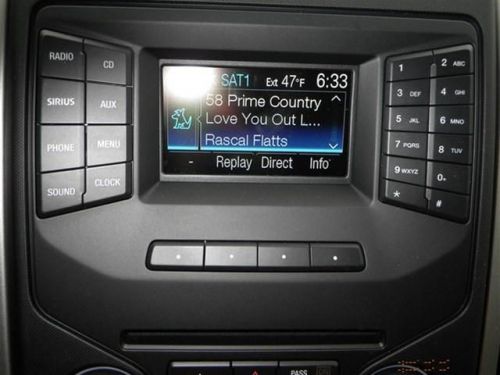 RADIO
CD
SIRIUS
AUX
PHONE
MENU
SOUND
CLOCK
SAT1 Ext 47°F 6:33
58 Prime Country
Love You Out L...
Rascal Flatts
- Replay Direct Info
1
2 ABC
3 DEF
4 GHI
5 JKL
6 MNO
7 PQRS
8 TUV
9 WXYZ
0+
*
#
PASS